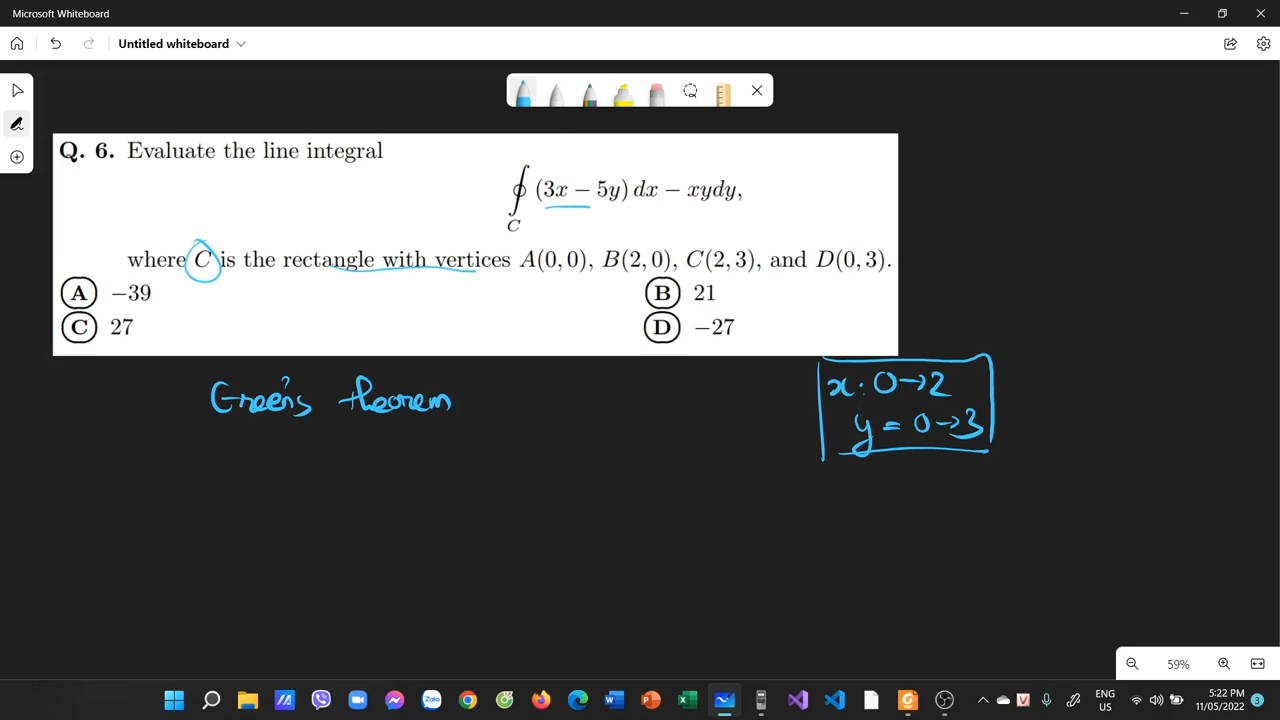 Microsoft Whiteboard
Untitled whiteboard
Q. 6. Evaluate the line integral
∮ (3x − 5y) dx − xydy,
C
where C is the rectangle with vertices A(0, 0), B(2, 0), C(2, 3), and D(0, 3).
A −39 B 21
C 27 D −27
Green's theorem
x: 0→2
y = 0→3
59%
Zalo
ENG
US
5:22 PM
11/05/2022
3